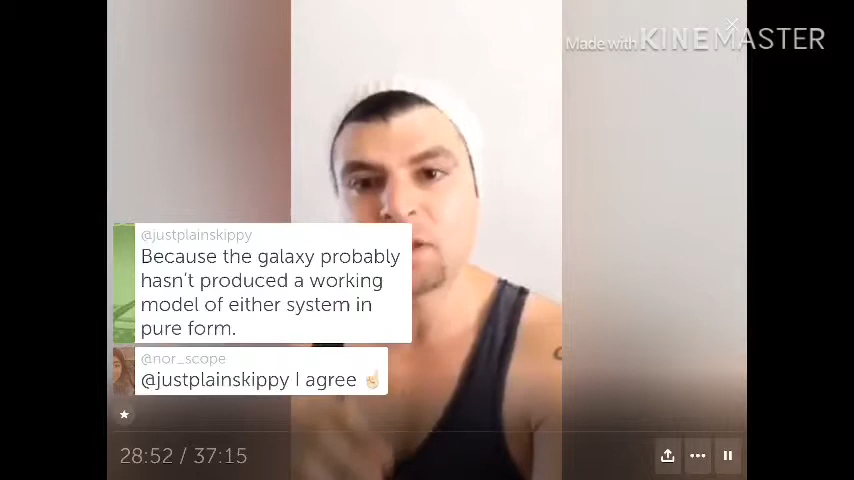 Made with KINEMASTER
@justplainskippy
Because the galaxy probably
hasn't produced a working
model of either system in
pure form.
@nor_scope
@justplainskippy I agree ☝🏻
28:52 / 37:15